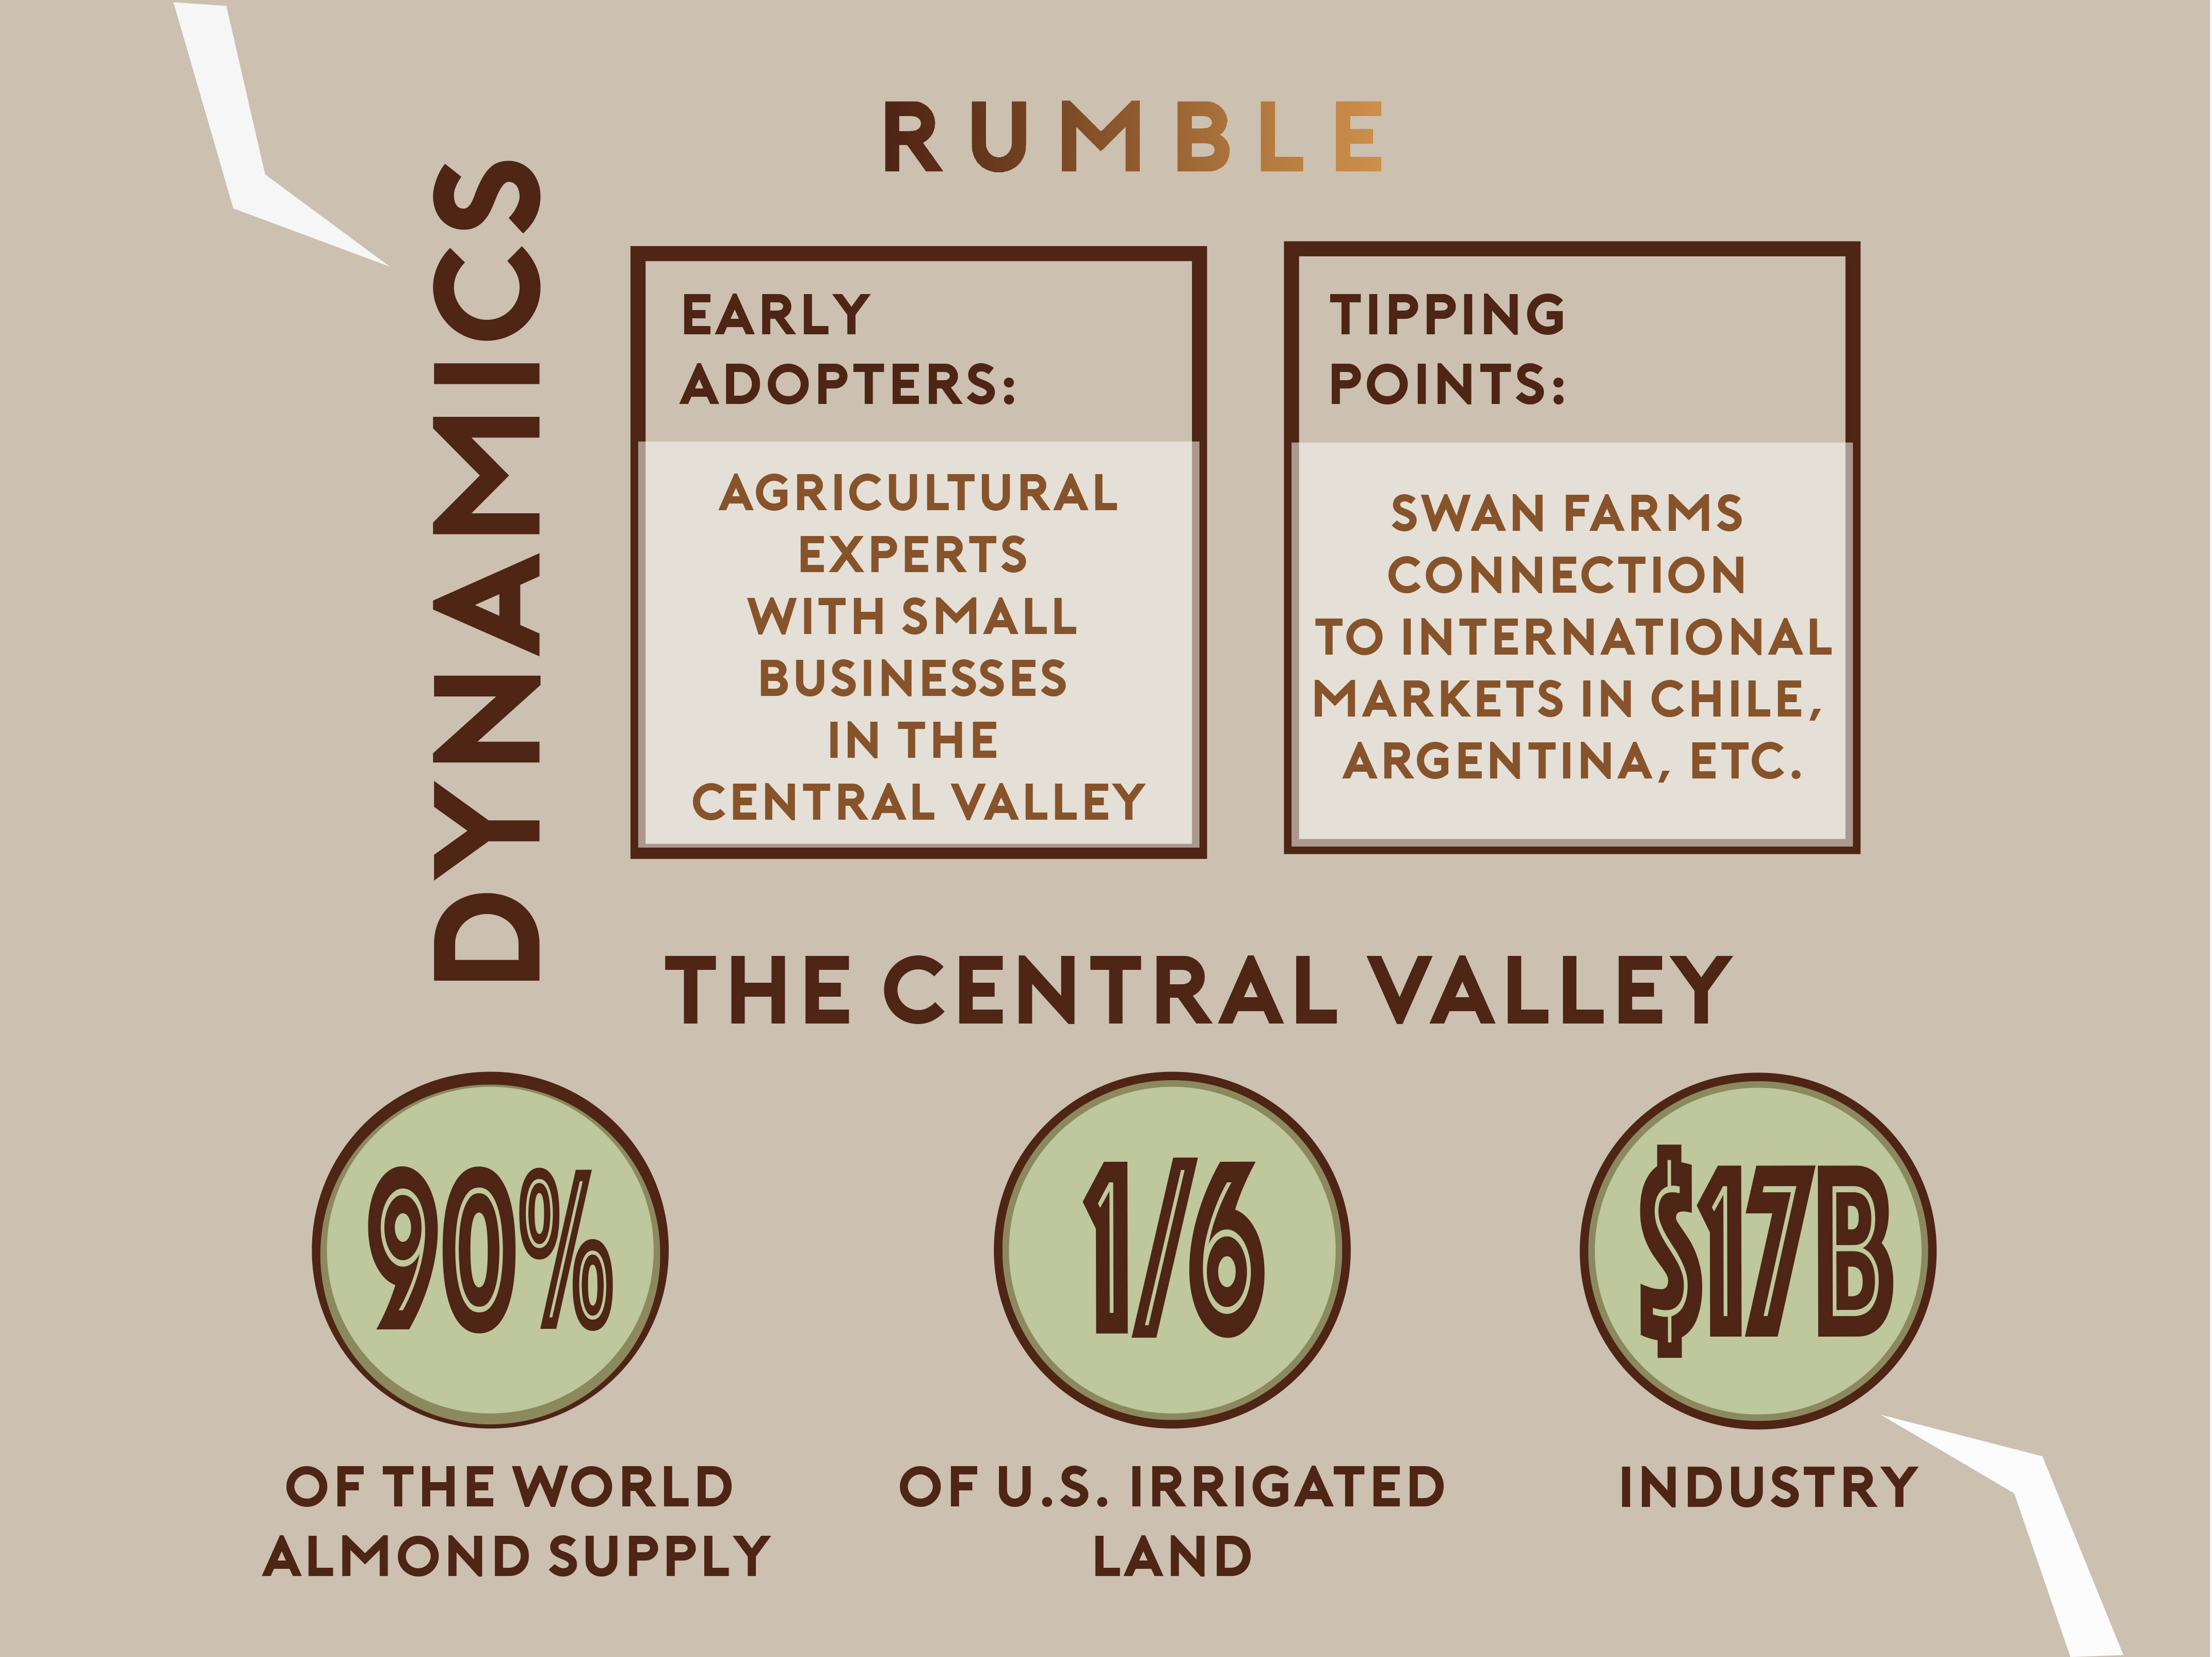 RUMBLE
DYNAMICS
EARLY
ADOPTERS:
AGRICULTURAL
EXPERTS
WITH SMALL
BUSINESSES
IN THE
CENTRAL VALLEY
TIPPING
POINTS:
SWAN FARMS
CONNECTION
TO INTERNATIONAL
MARKETS IN CHILE,
ARGENTINA, ETC.
THE CENTRAL VALLEY
90%
OF THE WORLD
ALMOND SUPPLY
1/6
OF U.S. IRRIGATED
LAND
$17B
INDUSTRY